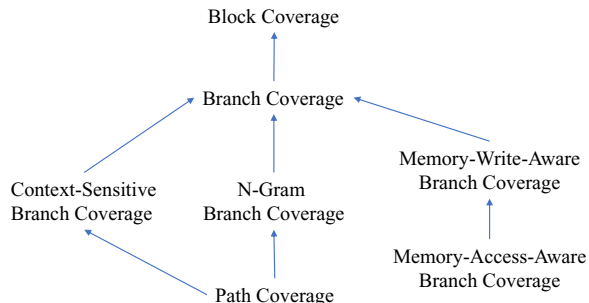 Block Coverage
Branch Coverage
Context-Sensitive
Branch Coverage
N-Gram
Branch Coverage
Memory-Write-Aware
Branch Coverage
Memory-Access-Aware
Branch Coverage
Path Coverage